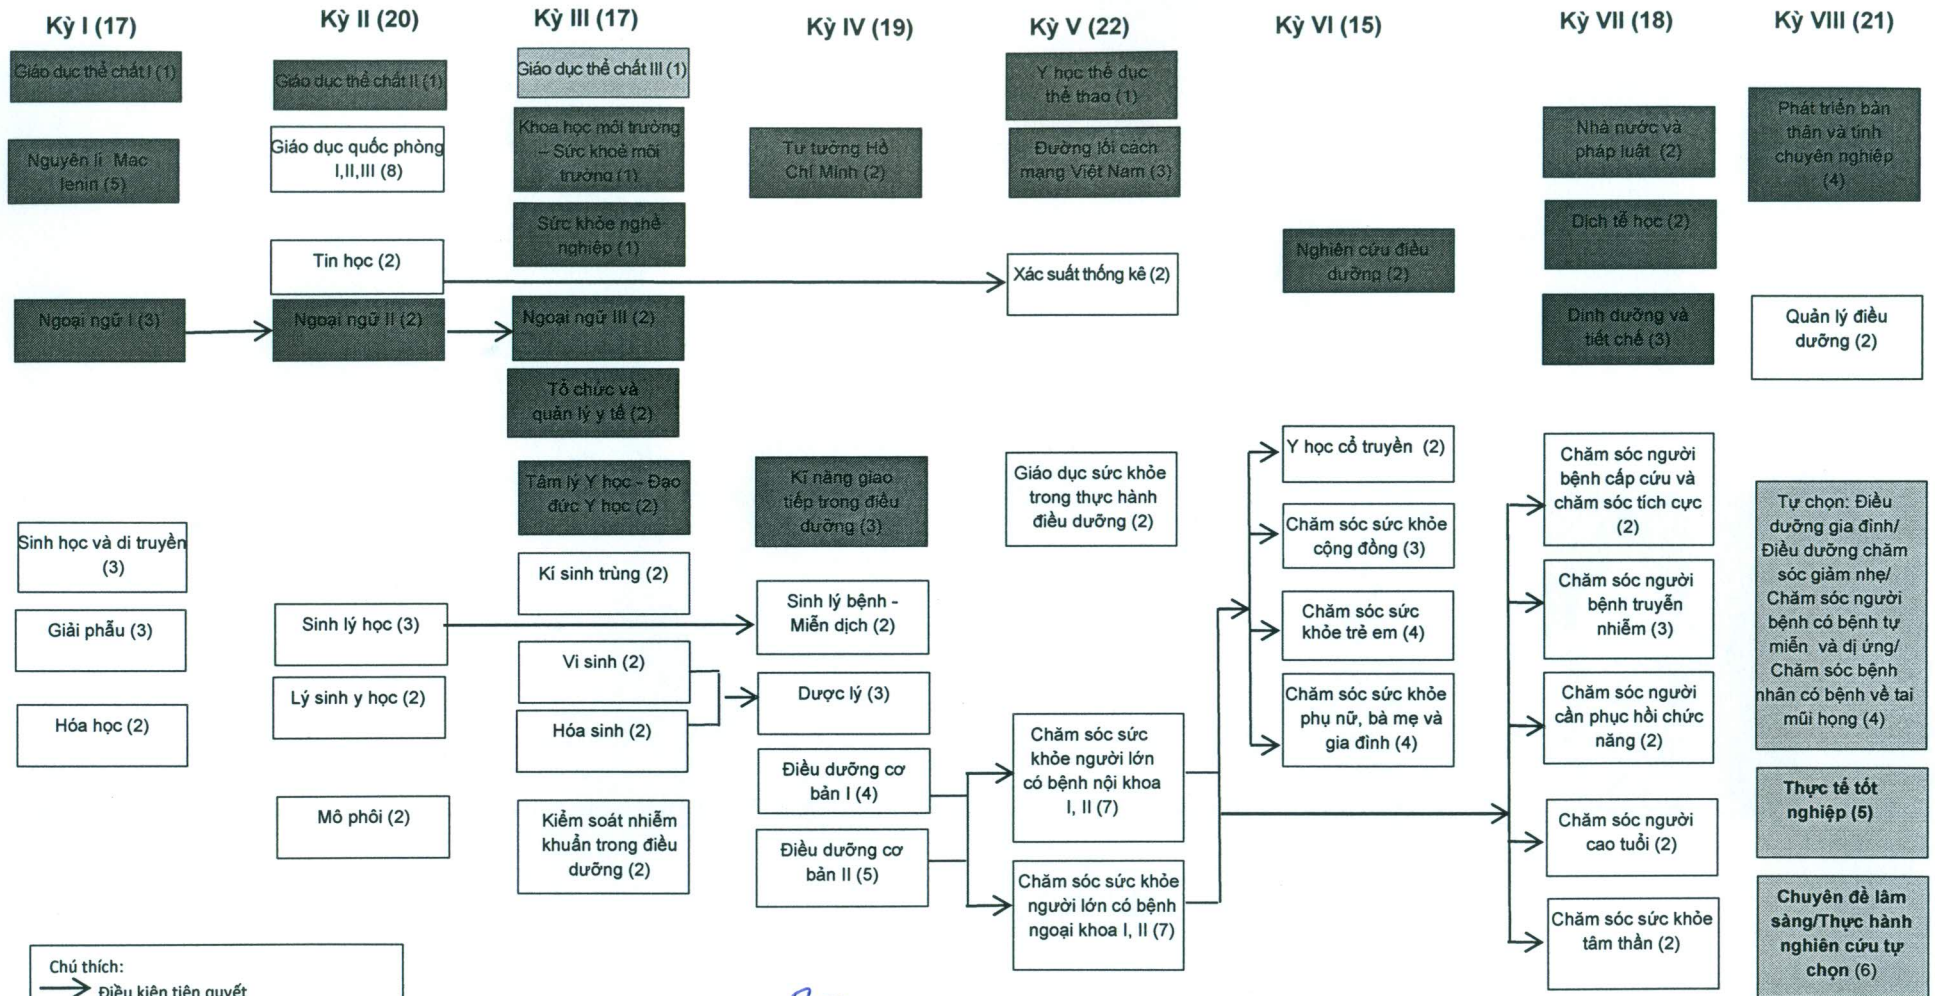 Kỳ I (17)
Giáo dục thể chất I (1)
Nguyên lí Mac
lenin (5)
Ngoại ngữ I (3)
Sinh học và di truyền
(3)
Giải phẫu (3)
Hóa học (2)
Kỳ II (20)
Giáo dục thể chất II (1)
Giáo dục quốc phòng
I,II,III (8)
Tin học (2)
Ngoại ngữ II (2)
Sinh lý học (3)
Lý sinh y học (2)
Mô phôi (2)
Kỳ III (17)
Giáo dục thể chất III (1)
Khoa học môi trường
– Sức khoẻ môi
trường (1)
Sức khỏe nghề
nghiệp (1)
Ngoại ngữ III (2)
Tổ chức và
quản lý y tế (2)
Tâm lý Y học - Đạo
đức Y học (2)
Kí sinh trùng (2)
Vi sinh (2)
Hóa sinh (2)
Kiểm soát nhiễm
khuẩn trong điều
dưỡng (2)
Kỳ IV (19)
Tư tưởng Hồ
Chí Minh (2)
Kĩ năng giao
tiếp trong điều
dưỡng (3)
Sinh lý bệnh -
Miễn dịch (2)
Dược lý (3)
Điều dưỡng cơ
bản I (4)
Điều dưỡng cơ
bản II (5)
Kỳ V (22)
Y học thể dục
thể thao (1)
Đường lối cách
mạng Việt Nam (3)
Xác suất thống kê (2)
Giáo dục sức khỏe
trong thực hành
điều dưỡng (2)
Chăm sóc sức
khỏe người lớn
có bệnh nội khoa
I, II (7)
Chăm sóc sức khỏe
người lớn có bệnh
ngoại khoa I, II (7)
Kỳ VI (15)
Nghiên cứu điều
dưỡng (2)
Y học cổ truyền (2)
Chăm sóc sức khỏe
cộng đồng (3)
Chăm sóc sức
khỏe trẻ em (4)
Chăm sóc sức khỏe
phụ nữ, bà mẹ và
gia đình (4)
Kỳ VII (18)
Nhà nước và
pháp luật (2)
Dịch tễ học (2)
Dinh dưỡng và
tiết chế (3)
Chăm sóc người
bệnh cấp cứu và
chăm sóc tích cực
(2)
Chăm sóc người
bệnh truyễn
nhiễm (3)
Chăm sóc người
cần phục hồi chức
năng (2)
Chăm sóc người
cao tuổi (2)
Chăm sóc sức khỏe
tâm thần (2)
Kỳ VIII (21)
Phát triển bản
thân và tính
chuyên nghiệp
(4)
Quản lý điều
dưỡng (2)
Tự chọn: Điều
dưỡng gia đình/
Điều dưỡng chăm
sóc giảm nhẹ/
Chăm sóc người
bệnh có bệnh tự
miễn và dị ứng/
Chăm sóc bệnh
nhân có bệnh về tai
mũi họng (4)
Thực tế tốt
nghiệp (5)
Chuyên đề lâm
sàng/Thực hành
nghiên cứu tự
chọn (6)
Chú thích:
Điều kiện tiên quyết